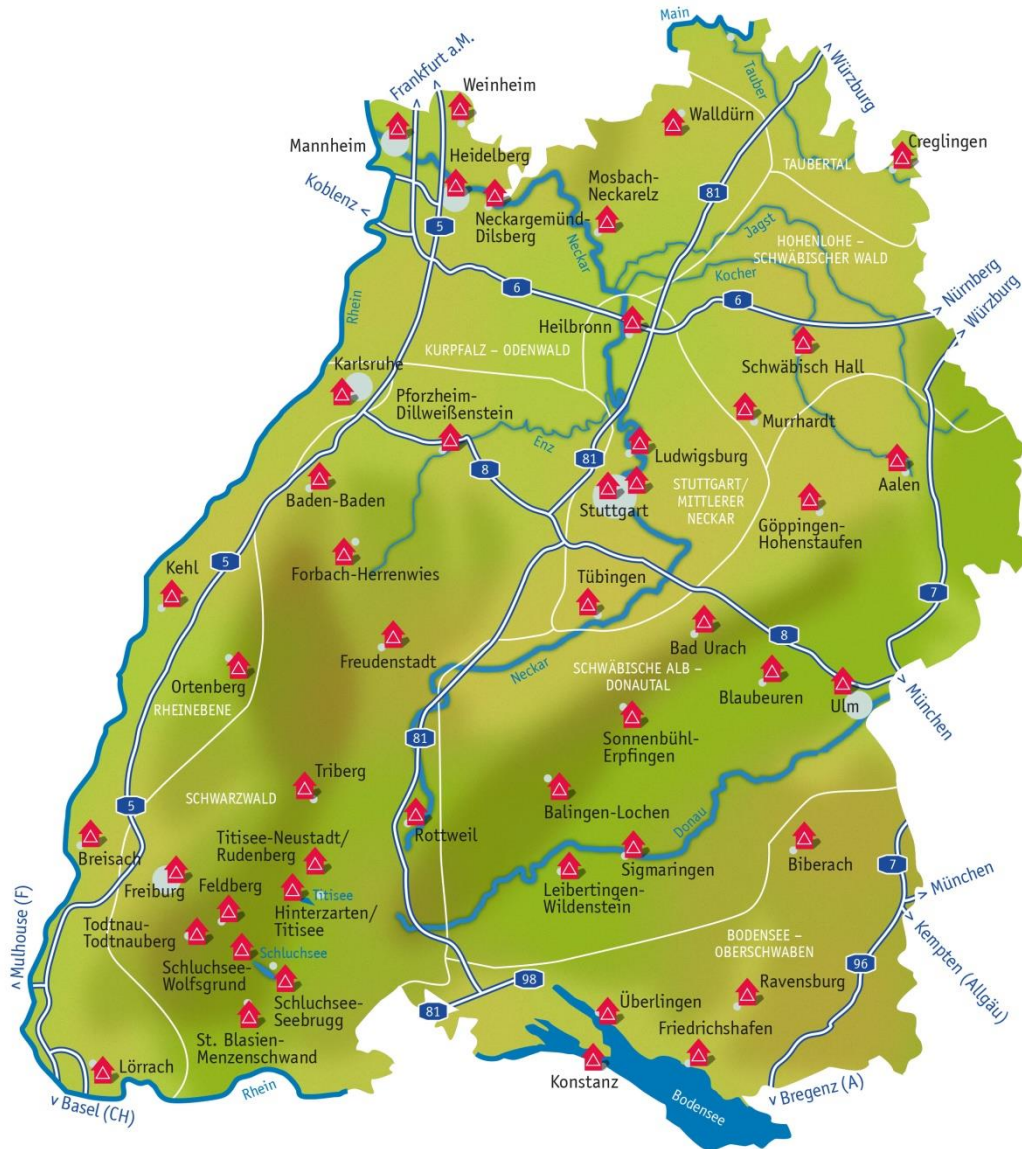 Main
Tauber
> Würzburg
Frankfurt a.M.
>
>
Weinheim
Mannheim
Walldürn
Creglingen
Heidelberg
TAUBERTAL
Koblenz <
Mosbach-
Neckarelz
81
5
Neckargemünd-
Dilsberg
Neckar
Jagst
HOHENLOHE –
SCHWÄBISCHER WALD
Kocher
6
6
> Nürnberg
> Würzburg
Rhein
Heilbronn
KURPFALZ – ODENWALD
Schwäbisch Hall
Karlsruhe
Pforzheim-
Dillweißenstein
Murrhardt
Enz
81
Ludwigsburg
8
Aalen
Baden-Baden
Stuttgart
STUTTGART/
MITTLERER
NECKAR
Göppingen-
Hohenstaufen
5
Forbach-Herrenwies
Kehl
Tübingen
7
Bad Urach
8
Freudenstadt
Neckar
SCHWÄBISCHE ALB –
DONAUTAL
Blaubeuren
Ortenberg
Ulm
> München
RHEINEBENE
Sonnenbühl-
Erpfingen
81
Triberg
SCHWARZWALD
Balingen-Lochen
Donau
5
Rottweil
Breisach
Titisee-Neustadt/
Rudenberg
Biberach
Sigmaringen
7
Freiburg
Feldberg
Titisee
Leibertingen-
Wildenstein
> München
Hinterzarten/
Titisee
> Kempten (Allgäu)
Todtnau-
Todtnauberg
BODENSEE –
OBERSCHWABEN
> Mulhouse (F)
Schluchsee
Schluchsee-
Wolfsgrund
96
98
Ravensburg
Schluchsee-
Seebrugg
81
Überlingen
St. Blasien-
Menzenschwand
Friedrichshafen
Lörrach
Konstanz
Rhein
> Basel (CH)
> Bregenz (A)
Bodensee